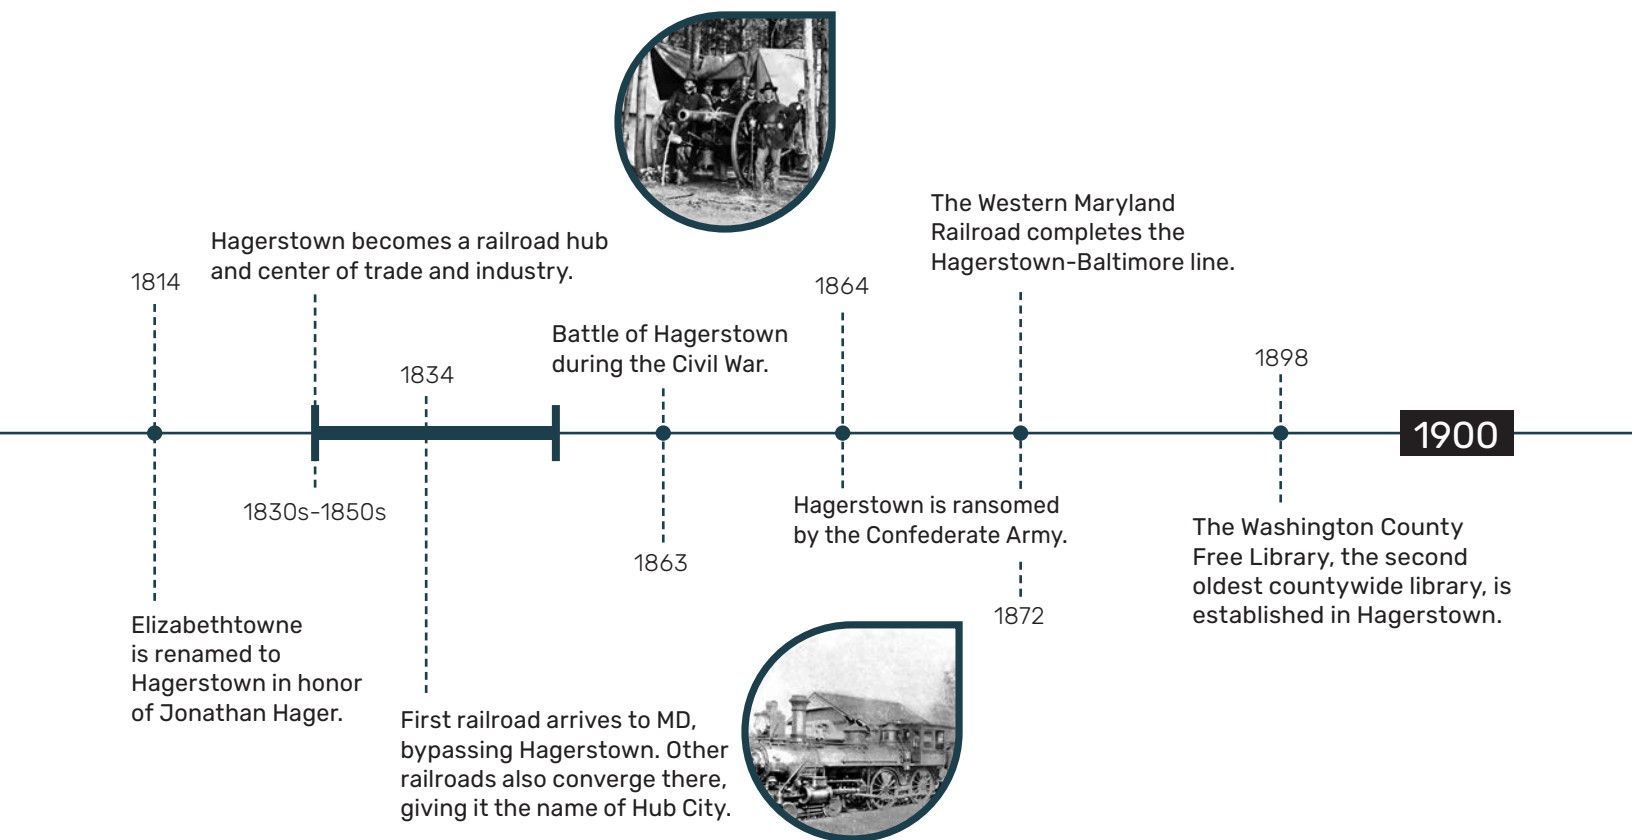 1814
Elizabethtowne
is renamed to
Hagerstown in honor
of Jonathan Hager.
Hagerstown becomes a railroad hub
and center of trade and industry.
1830s-1850s
1834
First railroad arrives to MD,
bypassing Hagerstown. Other
railroads also converge there,
giving it the name of Hub City.
Battle of Hagerstown
during the Civil War.
1863
1864
Hagerstown is ransomed
by the Confederate Army.
The Western Maryland
Railroad completes the
Hagerstown-Baltimore line.
1872
1898
The Washington County
Free Library, the second
oldest countywide library, is
established in Hagerstown.
1900